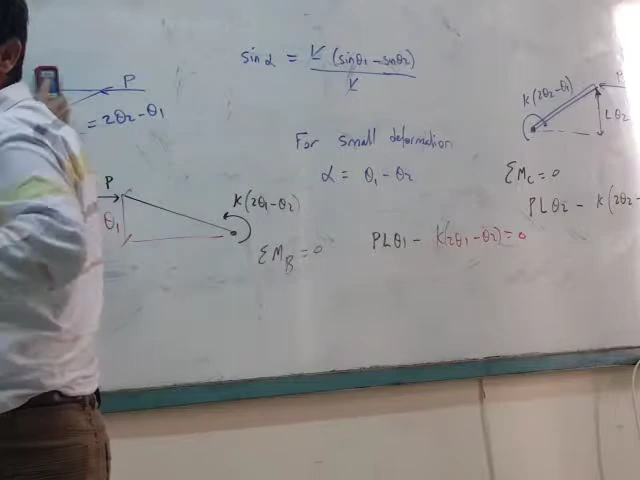 sinα = L (sinθ1 - sinθ2) / L
P
= 2θ2 - θ1
K(2θ2 - θ1)
P
Lθ2
For small deformation
α = θ1 - θ2
P
θ1
K(2θ1 - θ2)
ΣMB = 0
PLθ1 - K(2θ1 - θ2) = 0
ΣMC = 0
PLθ2 - K(2θ2 -